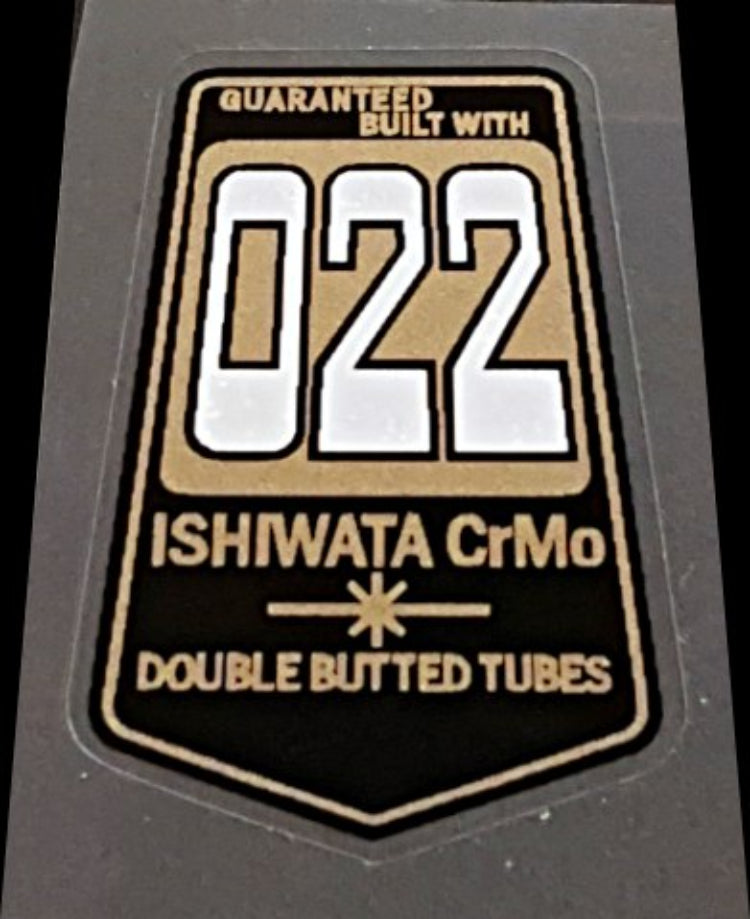 GUARANTEED
BUILT WITH
022
ISHIWATA CrMo
DOUBLE BUTTED TUBES